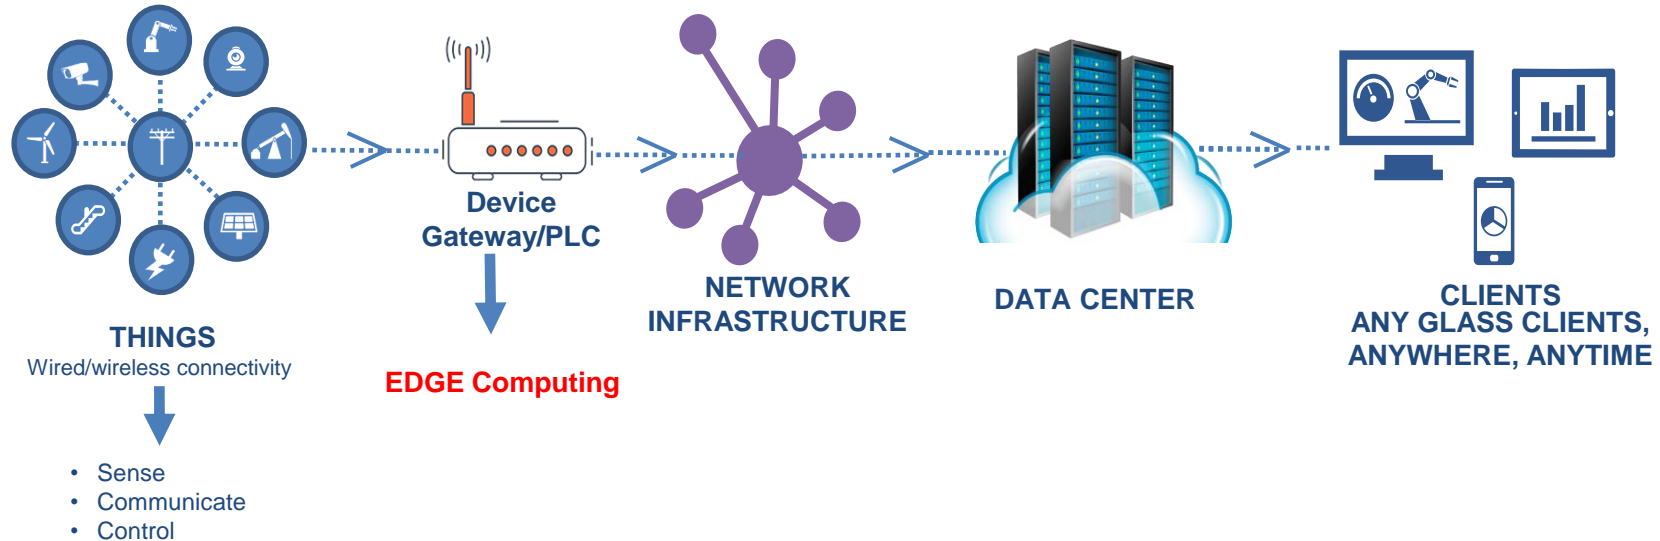 THINGS
Wired/wireless connectivity
• Sense
• Communicate
• Control
Device
Gateway/PLC
EDGE Computing
NETWORK
INFRASTRUCTURE
DATA CENTER
CLIENTS
ANY GLASS CLIENTS,
ANYWHERE, ANYTIME